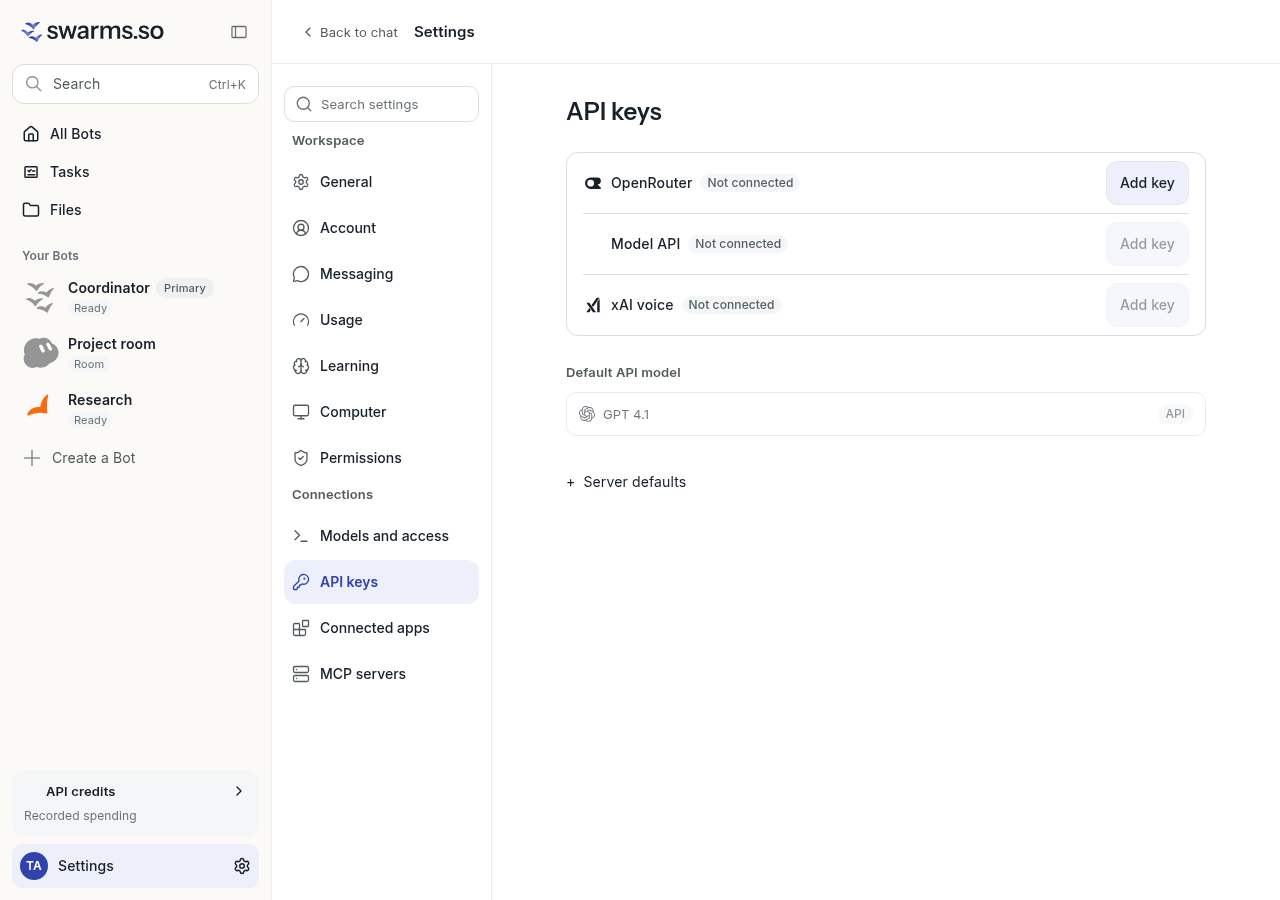 swarms.so
Search Ctrl+K
All Bots
Tasks
Files
Your Bots
Coordinator Primary
Ready
Project room
Room
Research
Ready
Create a Bot
API credits
Recorded spending
TA Settings
Back to chat Settings
Search settings
Workspace
General
Account
Messaging
Usage
Learning
Computer
Permissions
Connections
Models and access
API keys
Connected apps
MCP servers
API keys
OpenRouter Not connected Add key
Model API Not connected Add key
xAI voice Not connected Add key
Default API model
GPT 4.1 API
+ Server defaults